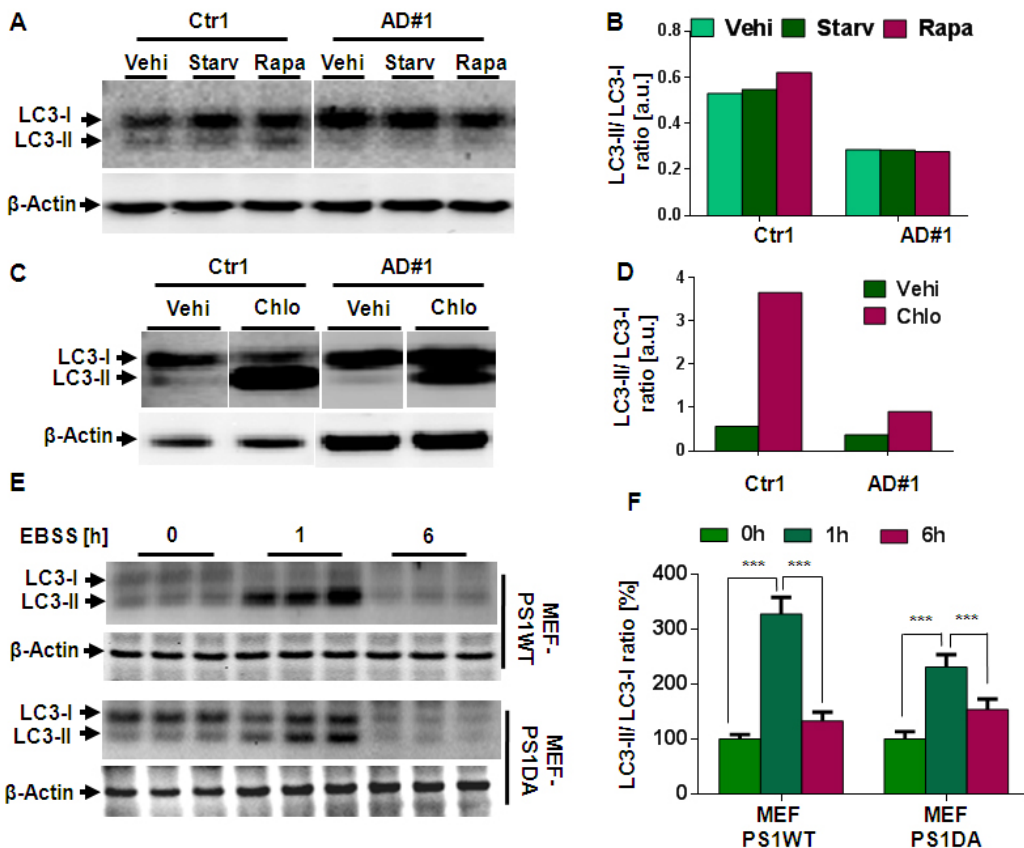 A
Ctr1 AD#1
Vehi Starv Rapa Vehi Starv Rapa
LC3-I
LC3-II
β-Actin
B
Vehi Starv Rapa
LC3-II/ LC3-I
ratio [a.u.]
0.8
0.6
0.4
0.2
0.0
Ctr1 AD#1
C
Ctr1 AD#1
Vehi Chlo Vehi Chlo
LC3-I
LC3-II
β-Actin
D
Vehi
Chlo
LC3-II/ LC3-I
ratio [a.u.]
4
3
2
1
0
Ctr1 AD#1
E
EBSS [h] 0 1 6
LC3-I
LC3-II
β-Actin
MEF-
PS1WT
LC3-I
LC3-II
β-Actin
MEF-
PS1DA
F
0h 1h 6h
LC3-II/ LC3-I ratio [%]
400
300
200
100
0
*** *** *** ***
MEF MEF
PS1WT PS1DA